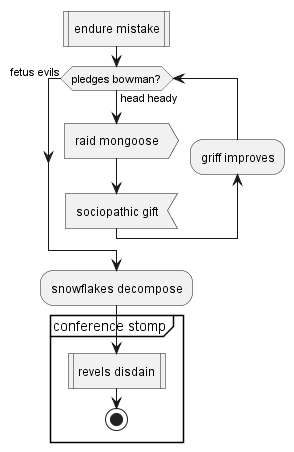 endure mistake
fetus evils
pledges bowman?
head heady
raid mongoose
griff improves
sociopathic gift
snowflakes decompose
conference stomp
revels disdain